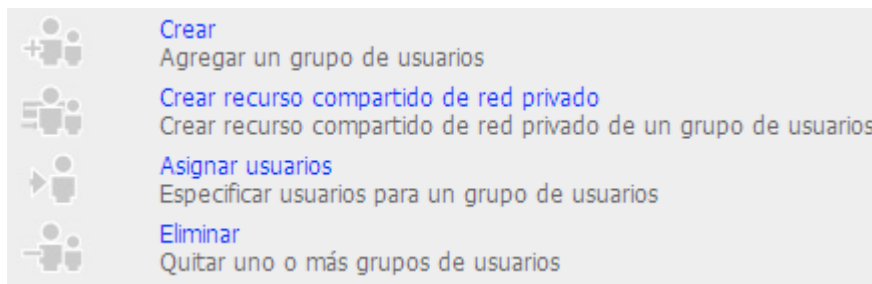 Crear
Agregar un grupo de usuarios
Crear recurso compartido de red privado
Crear recurso compartido de red privado de un grupo de usuarios
Asignar usuarios
Especificar usuarios para un grupo de usuarios
Eliminar
Quitar uno o más grupos de usuarios